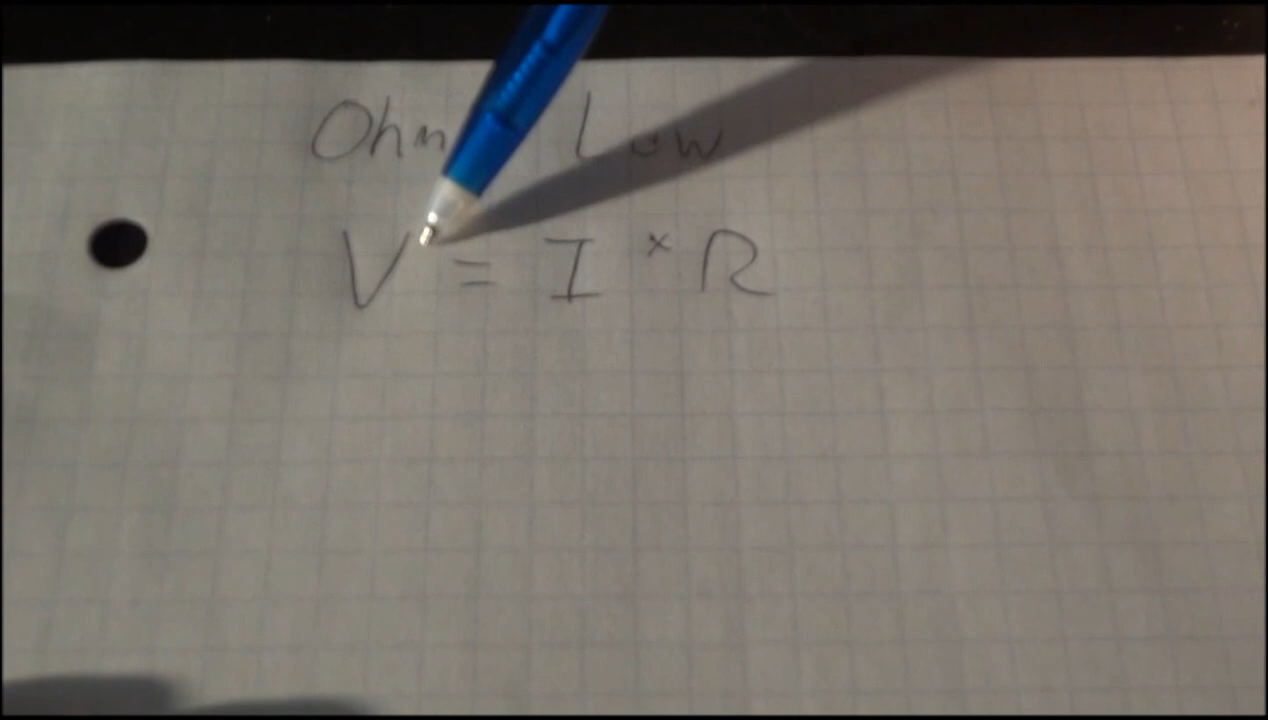 Ohm Law
V = I × R